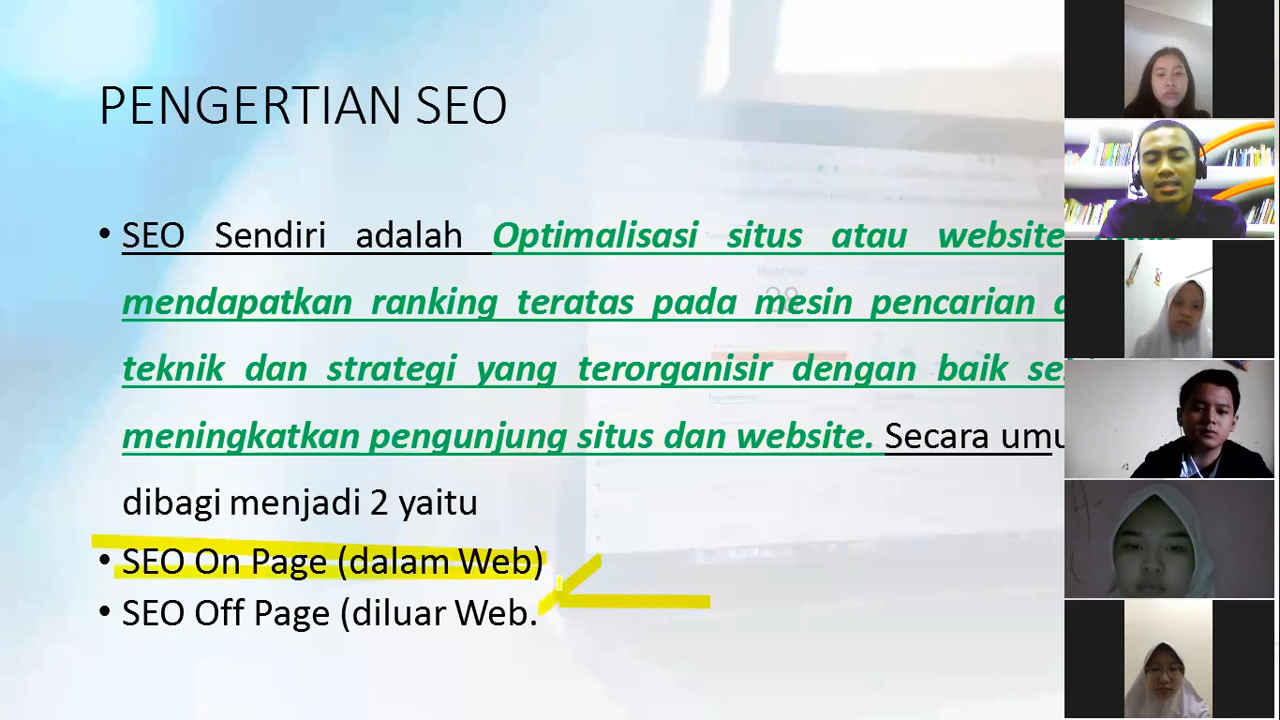 PENGERTIAN SEO
• SEO Sendiri adalah Optimalisasi situs atau website
mendapatkan ranking teratas pada mesin pencarian
teknik dan strategi yang terorganisir dengan baik
meningkatkan pengunjung situs dan website. Secara
dibagi menjadi 2 yaitu
• SEO On Page (dalam Web)
• SEO Off Page (diluar Web.